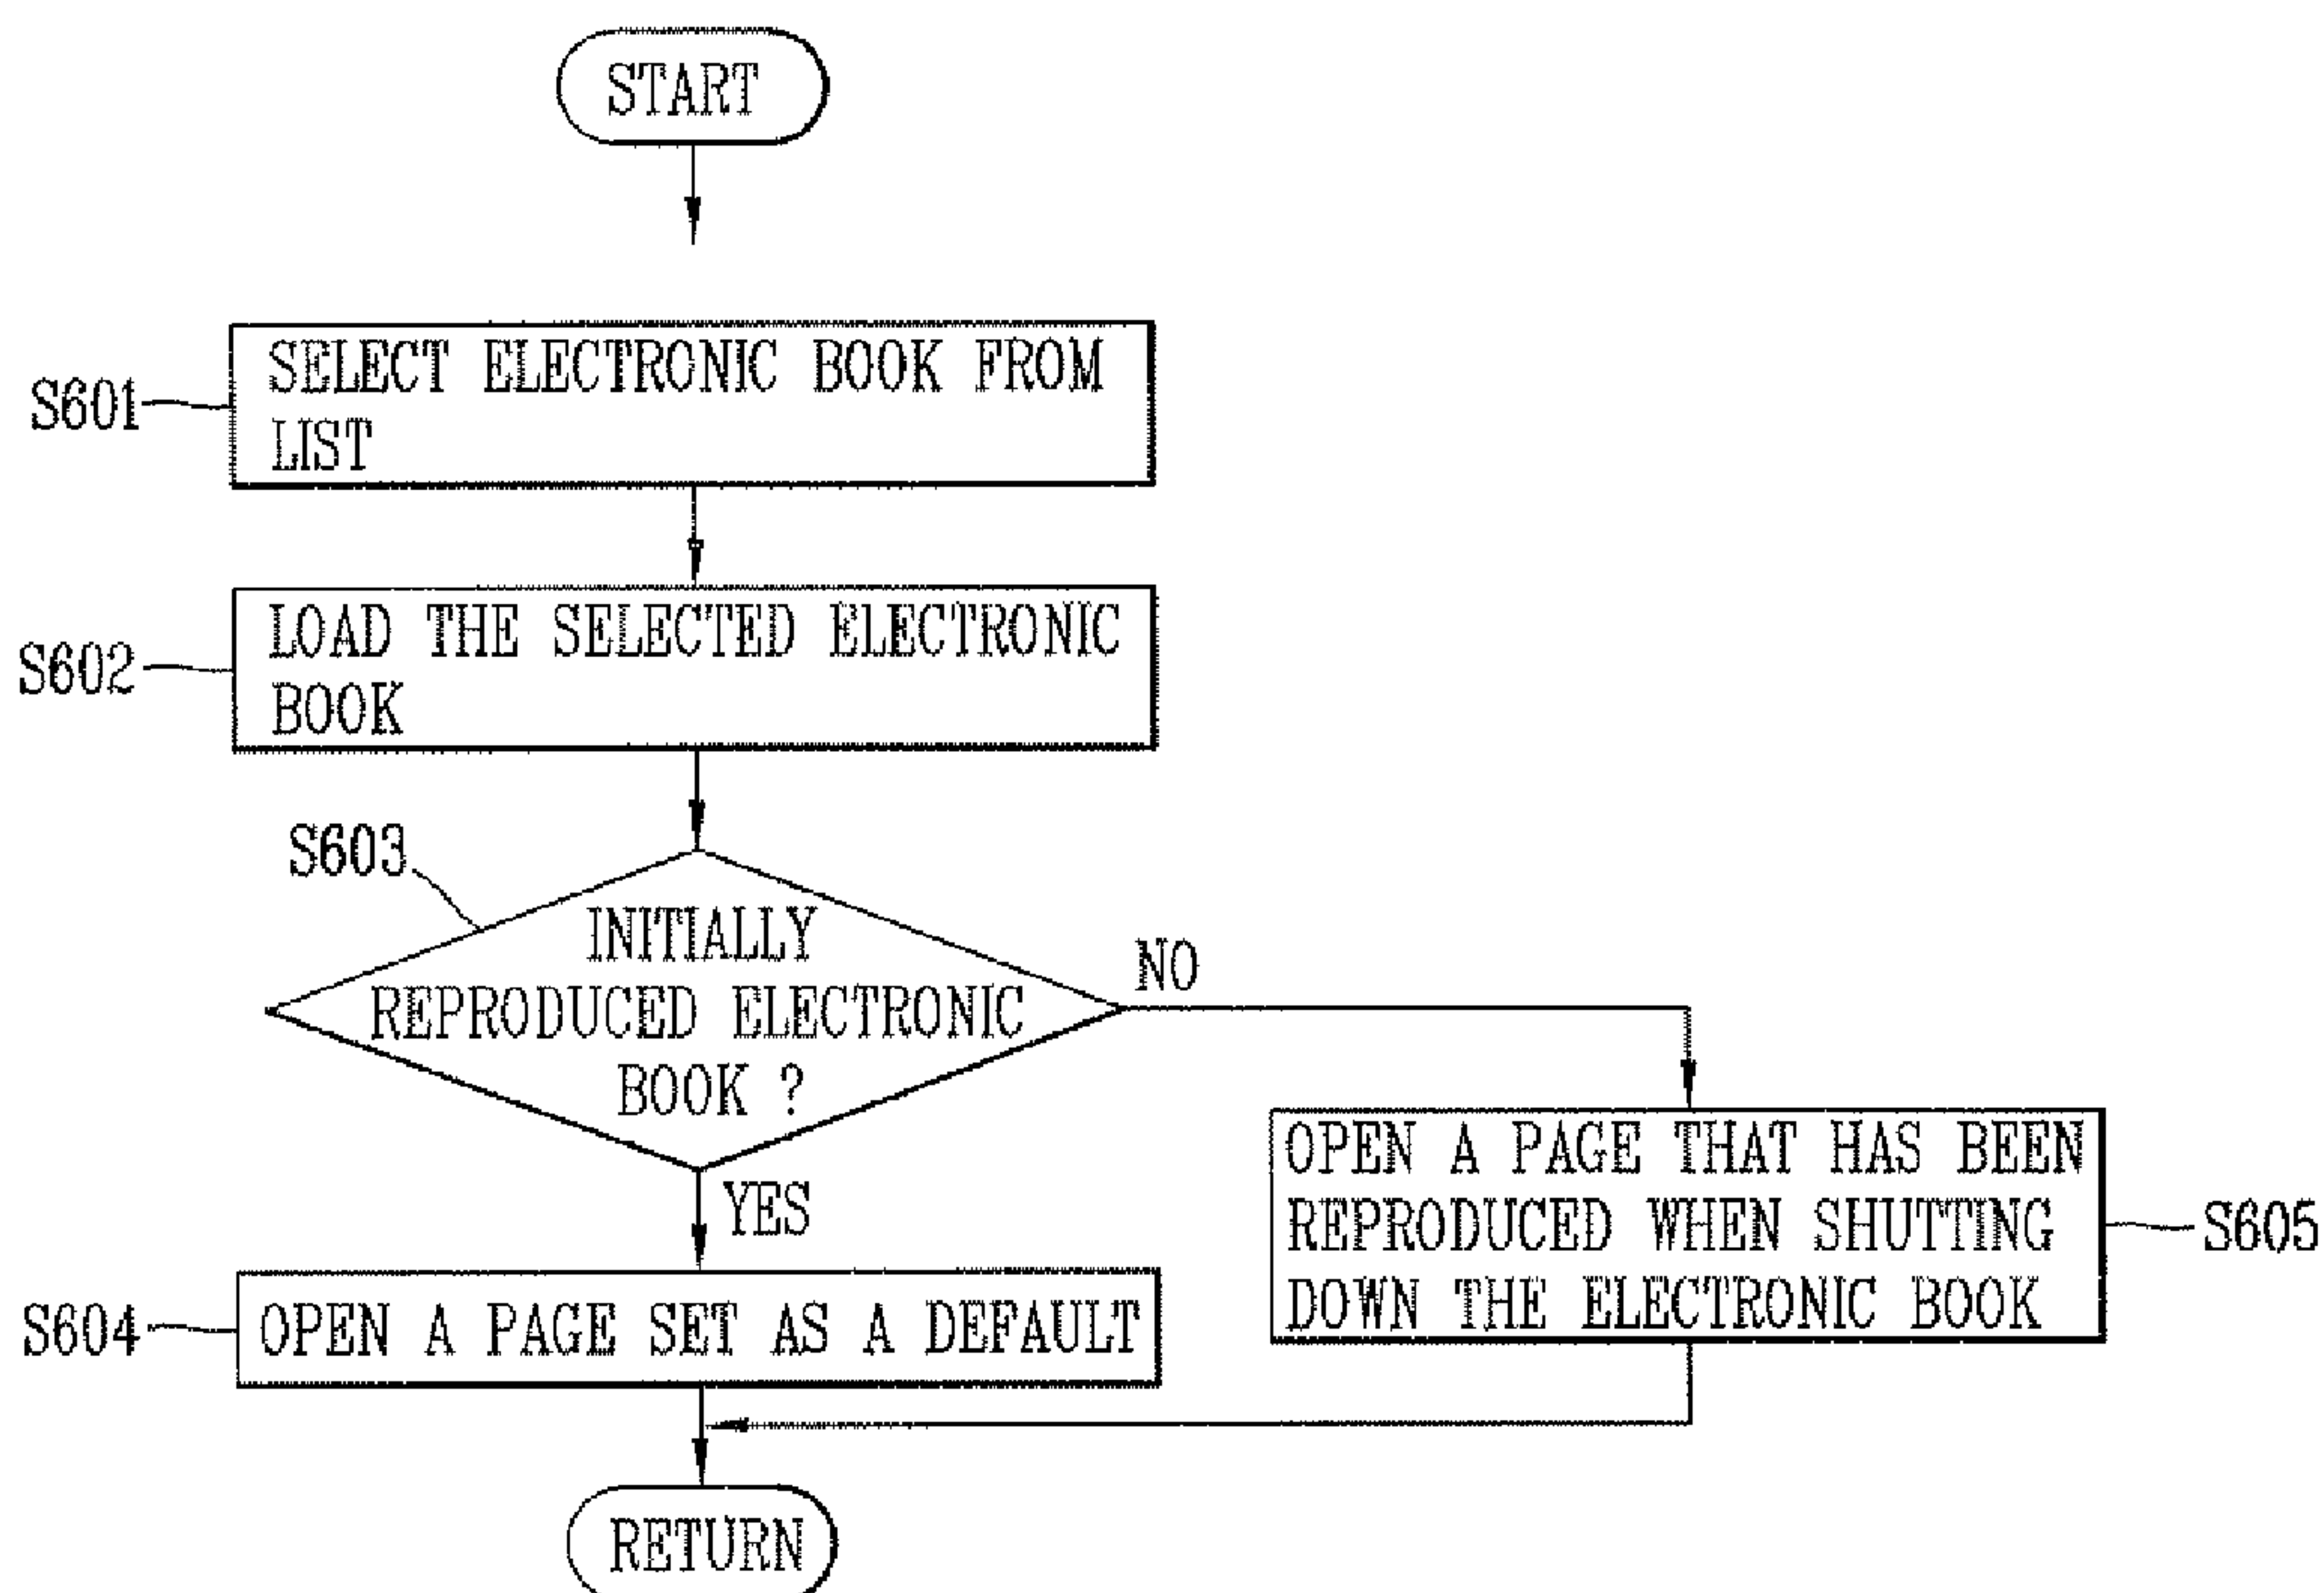 START
S601
SELECT ELECTRONIC BOOK FROM
LIST
S602
LOAD THE SELECTED ELECTRONIC
BOOK
S603
INITIALLY
REPRODUCED ELECTRONIC
BOOK ?
NO
YES
OPEN A PAGE THAT HAS BEEN
REPRODUCED WHEN SHUTTING
DOWN THE ELECTRONIC BOOK
S605
S604
OPEN A PAGE SET AS A DEFAULT
RETURN